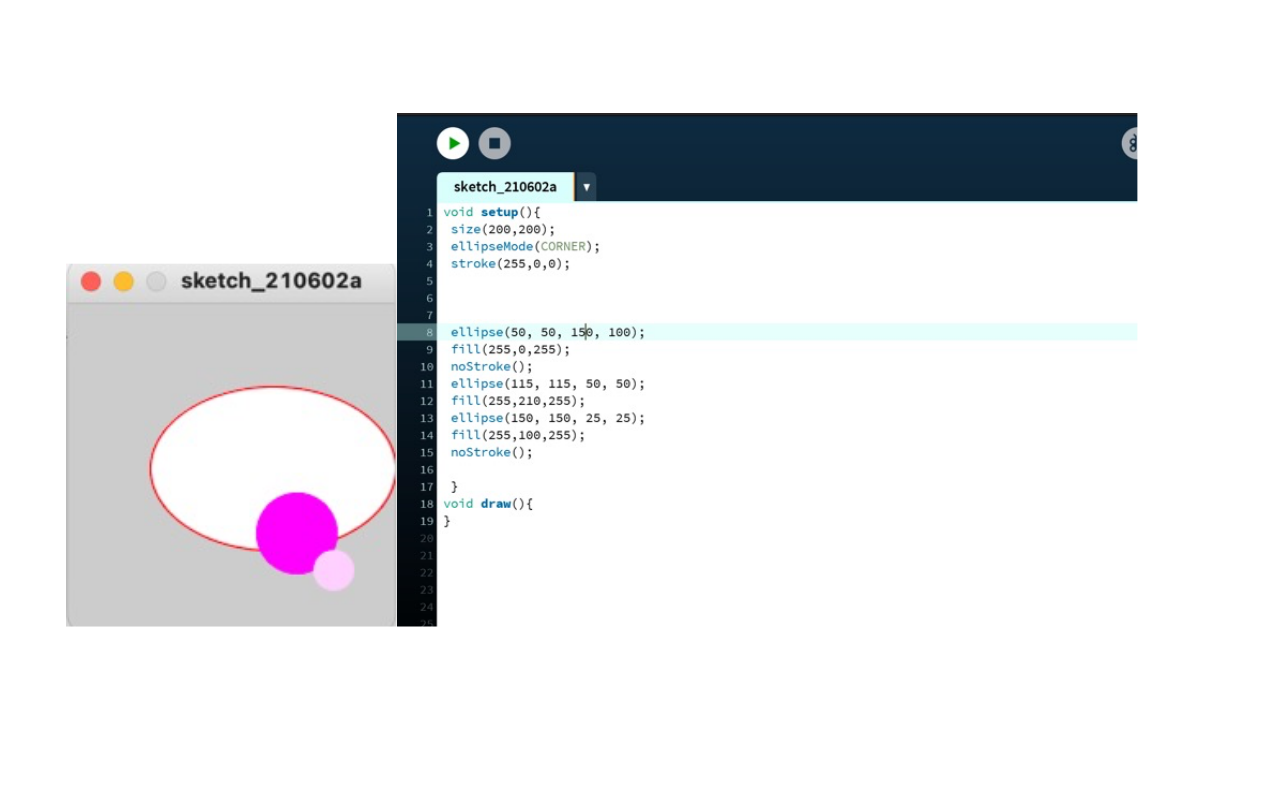 sketch_210602a
sketch_210602a
1 void setup(){
2 size(200,200);
3 ellipseMode(CORNER);
4 stroke(255,0,0);
5
6
7
8 ellipse(50, 50, 150, 100);
9 fill(255,0,255);
10 noStroke();
11 ellipse(115, 115, 50, 50);
12 fill(255,210,255);
13 ellipse(150, 150, 25, 25);
14 fill(255,100,255);
15 noStroke();
16
17 }
18 void draw(){
19 }
20
21
22
23
24
25